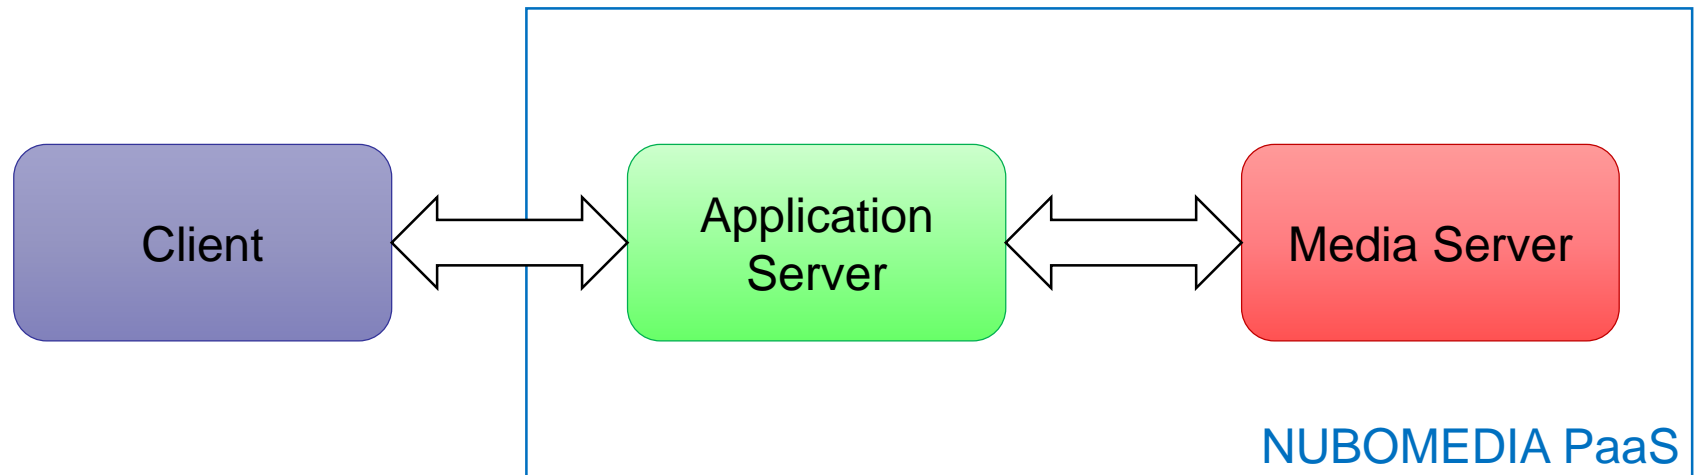 Client
Application
Server
Media Server
NUBOMEDIA PaaS